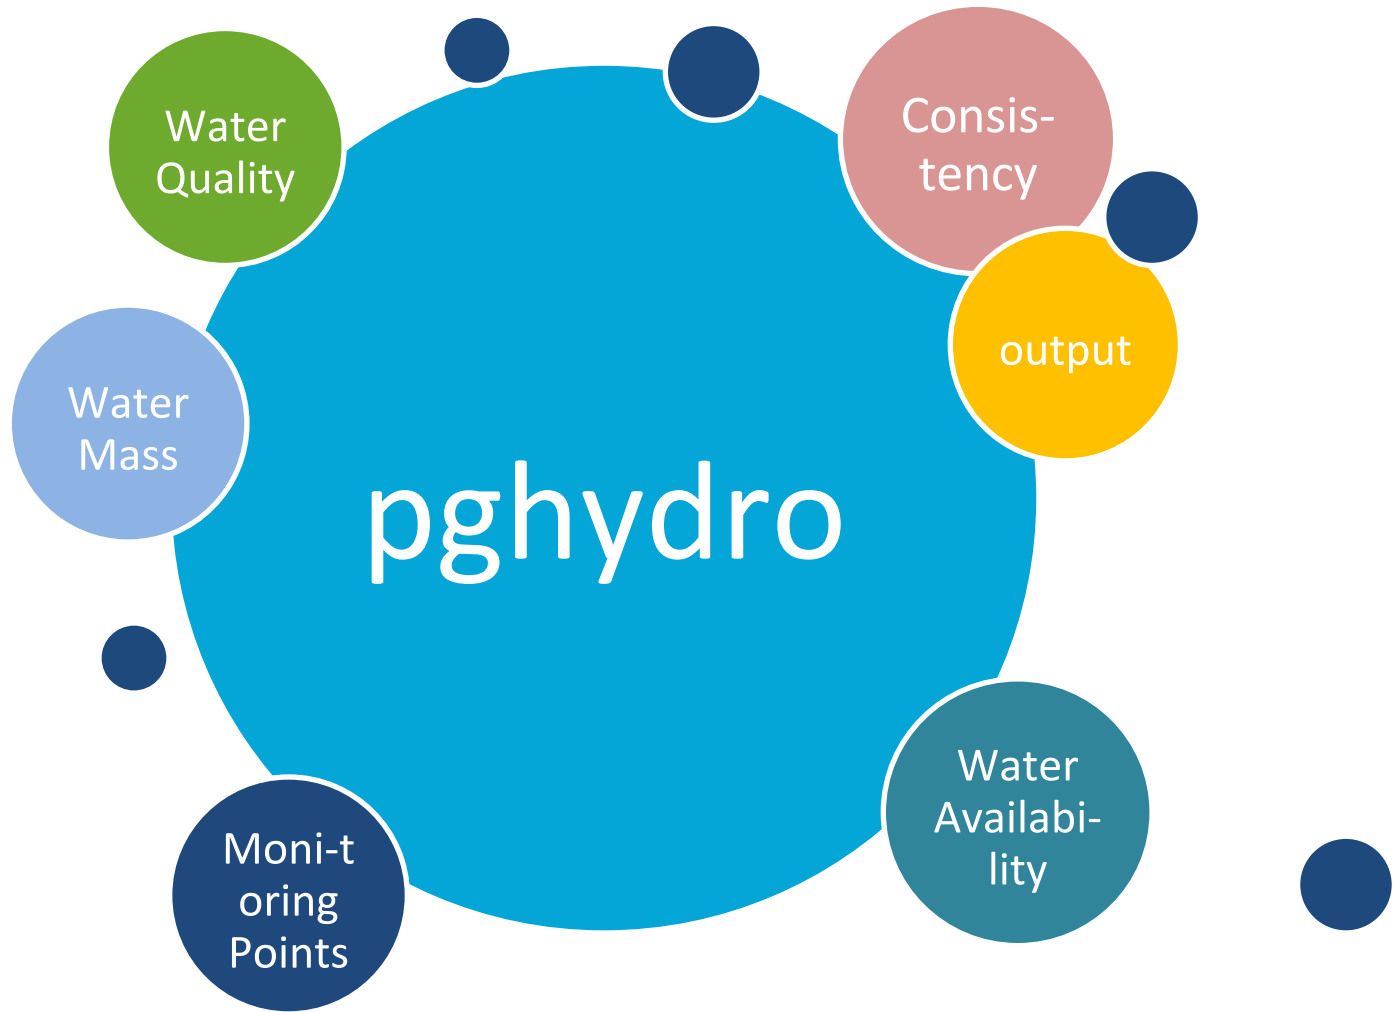 Water
Quality
Consis-
tency
output
Water
Mass
pghydro
Water
Availabi-
lity
Moni-t
oring
Points